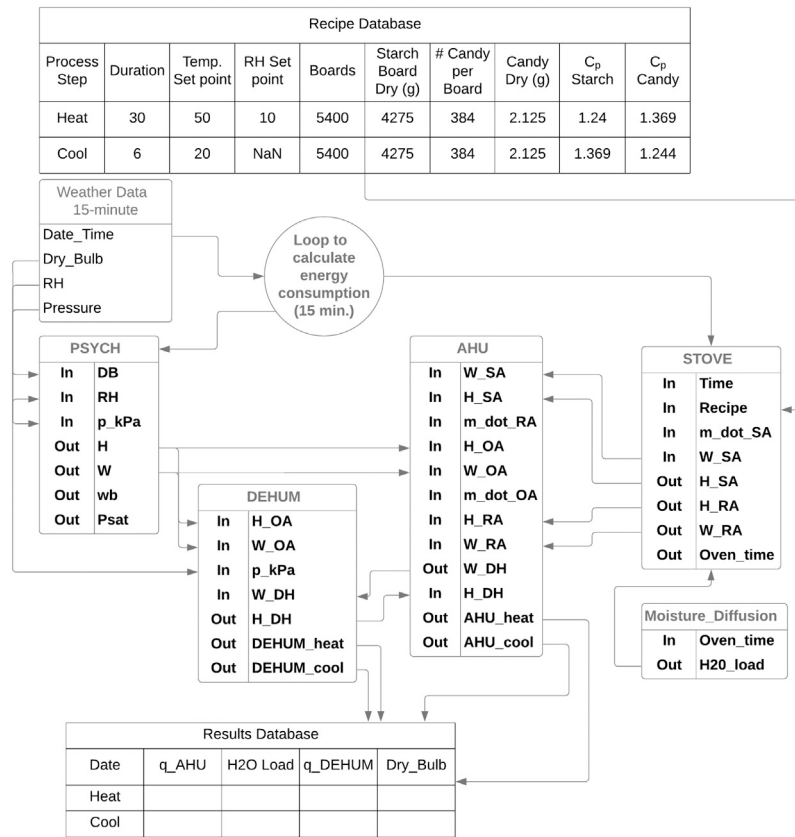 Recipe Database
Process Step Duration Temp. Set point RH Set point Boards Starch Board Dry (g) # Candy per Board Candy Dry (g) Cp Starch Cp Candy
Heat 30 50 10 5400 4275 384 2.125 1.24 1.369
Cool 6 20 NaN 5400 4275 384 2.125 1.369 1.244
Weather Data
15-minute
Date_Time
Dry_Bulb
RH
Pressure
Loop to
calculate
energy
consumption
(15 min.)
PSYCH
In DB
In RH
In p_kPa
Out H
Out W
Out wb
Out Psat
DEHUM
In H_OA
In W_OA
In p_kPa
In W_DH
Out H_DH
Out DEHUM_heat
Out DEHUM_cool
AHU
In W_SA
In H_SA
In m_dot_RA
In H_OA
In W_OA
In m_dot_OA
In H_RA
In W_RA
Out W_DH
In H_DH
Out AHU_heat
Out AHU_cool
STOVE
In Time
In Recipe
In m_dot_SA
In W_SA
Out H_SA
Out H_RA
Out W_RA
Out Oven_time
Moisture_Diffusion
In Oven_time
Out H20_load
Results Database
Date q_AHU H2O Load q_DEHUM Dry_Bulb
Heat
Cool